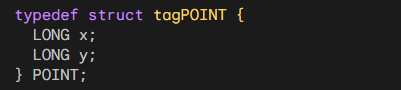 typedef struct tagPOINT {
  LONG x;
  LONG y;
} POINT;